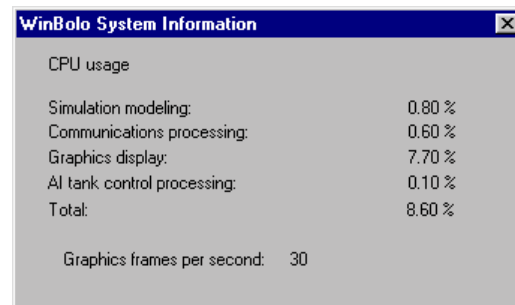 WinBolo System Information
CPU usage
Simulation modeling: 0.80 %
Communications processing: 0.60 %
Graphics display: 7.70 %
AI tank control processing: 0.10 %
Total: 8.60 %
Graphics frames per second: 30